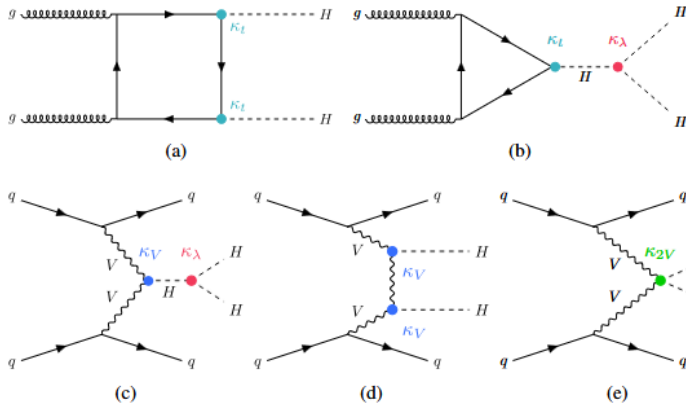 g κt H
κt
g H
(a)
g κt κλ H
H
g H
(b)
q q
κV κλ H
V
V H
H
q q
(c)
q q
V H
κV
V H
κV
q q
(d)
q q
V κ2V
V
q q
(e)